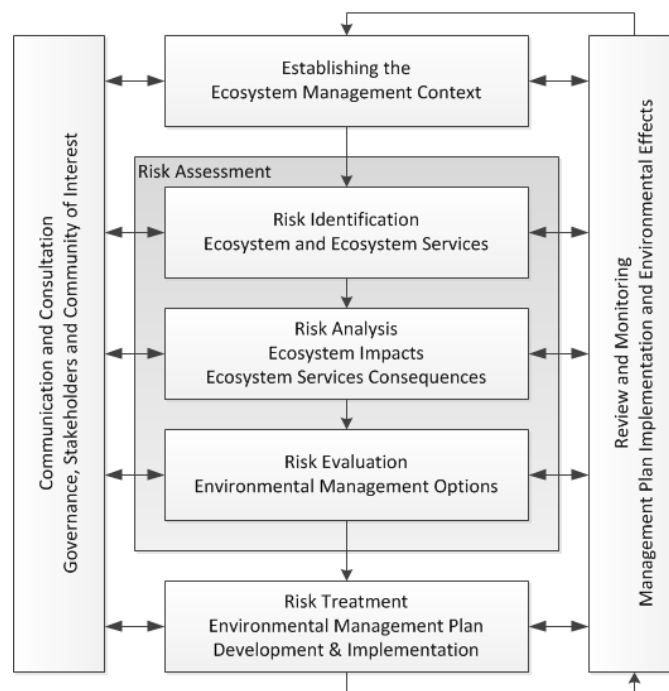 Establishing the
Ecosystem Management Context
Risk Assessment
Risk Identification
Ecosystem and Ecosystem Services
Risk Analysis
Ecosystem Impacts
Ecosystem Services Consequences
Risk Evaluation
Environmental Management Options
Risk Treatment
Environmental Management Plan
Development & Implementation
Communication and Consultation
Governance, Stakeholders and Community of Interest
Review and Monitoring
Management Plan Implementation and Environmental Effects